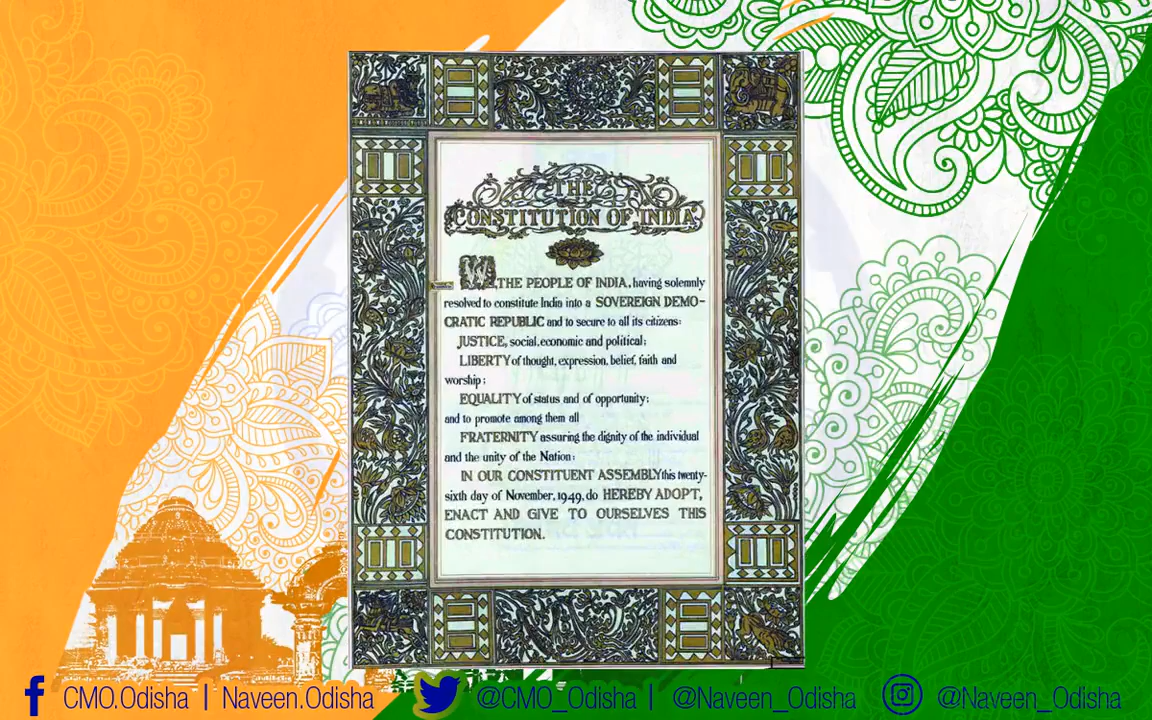 THE
CONSTITUTION OF INDIA
WE, THE PEOPLE OF INDIA, having solemnly
resolved to constitute India into a SOVEREIGN DEMO-
CRATIC REPUBLIC and to secure to all its citizens:
JUSTICE, social, economic and political;
LIBERTY of thought, expression, belief, faith and
worship;
EQUALITY of status and of opportunity;
and to promote among them all
FRATERNITY assuring the dignity of the individual
and the unity of the Nation:
IN OUR CONSTITUENT ASSEMBLY this twenty-
sixth day of November, 1949, do HEREBY ADOPT,
ENACT AND GIVE TO OURSELVES THIS
CONSTITUTION.
CMO.Odisha | Naveen.Odisha @CMO_Odisha | @Naveen_Odisha @Naveen_Odisha